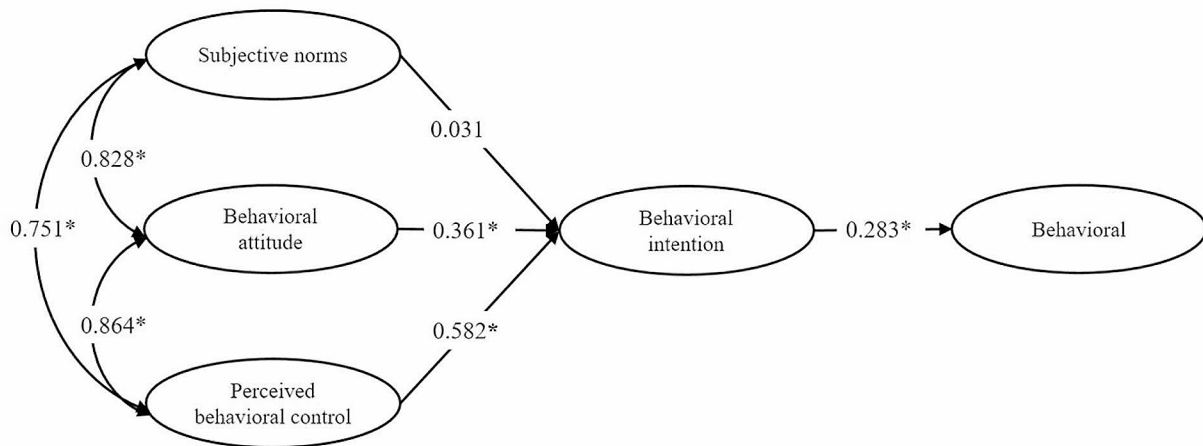 Subjective norms
0.031
0.828*
Behavioral
attitude
0.751*
0.361*
Behavioral
intention
0.283*
Behavioral
0.864*
0.582*
Perceived
behavioral control